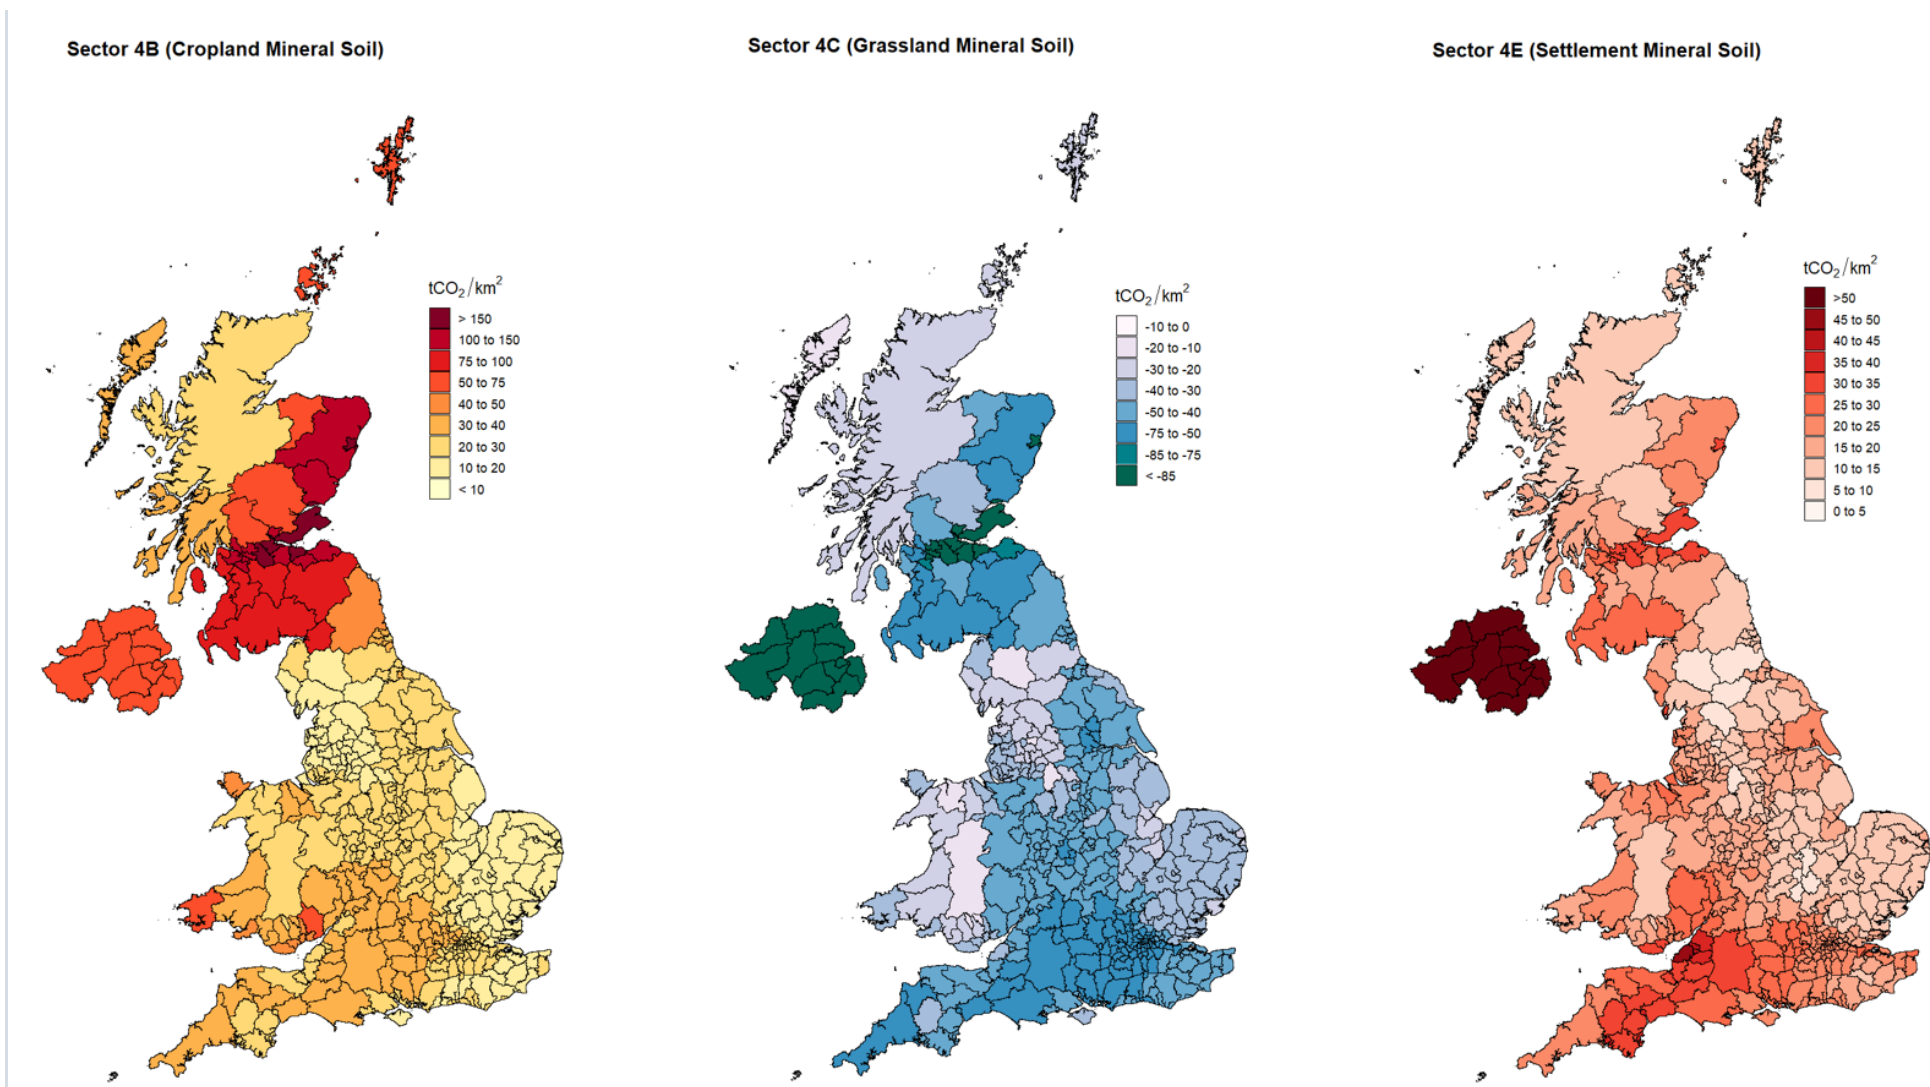 Sector 4B (Cropland Mineral Soil)
tCO2/km2
> 150
100 to 150
75 to 100
50 to 75
40 to 50
30 to 40
20 to 30
10 to 20
< 10
Sector 4C (Grassland Mineral Soil)
tCO2/km2
-10 to 0
-20 to -10
-30 to -20
-40 to -30
-50 to -40
-75 to -50
-85 to -75
< -85
Sector 4E (Settlement Mineral Soil)
tCO2/km2
>50
45 to 50
40 to 45
35 to 40
30 to 35
25 to 30
15 to 20
10 to 15
5 to 10
0 to 5